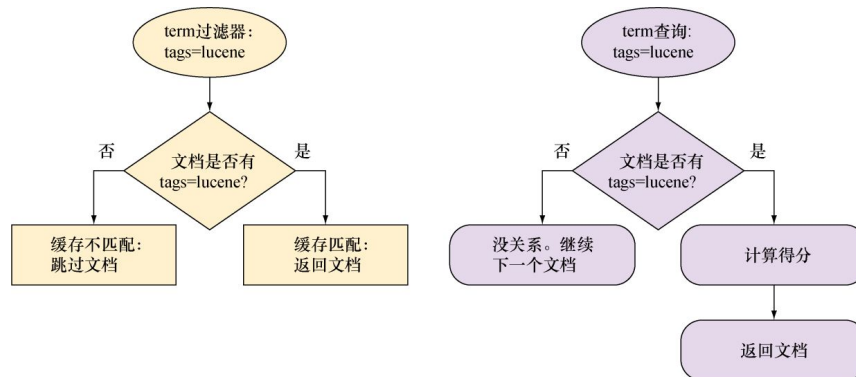 term过滤器：
tags=lucene
否
文档是否有
tags=lucene?
是
缓存不匹配：
跳过文档
缓存匹配：
返回文档
term查询:
tags=lucene
否
文档是否有
tags=lucene?
是
没关系。继续
下一个文档
计算得分
返回文档